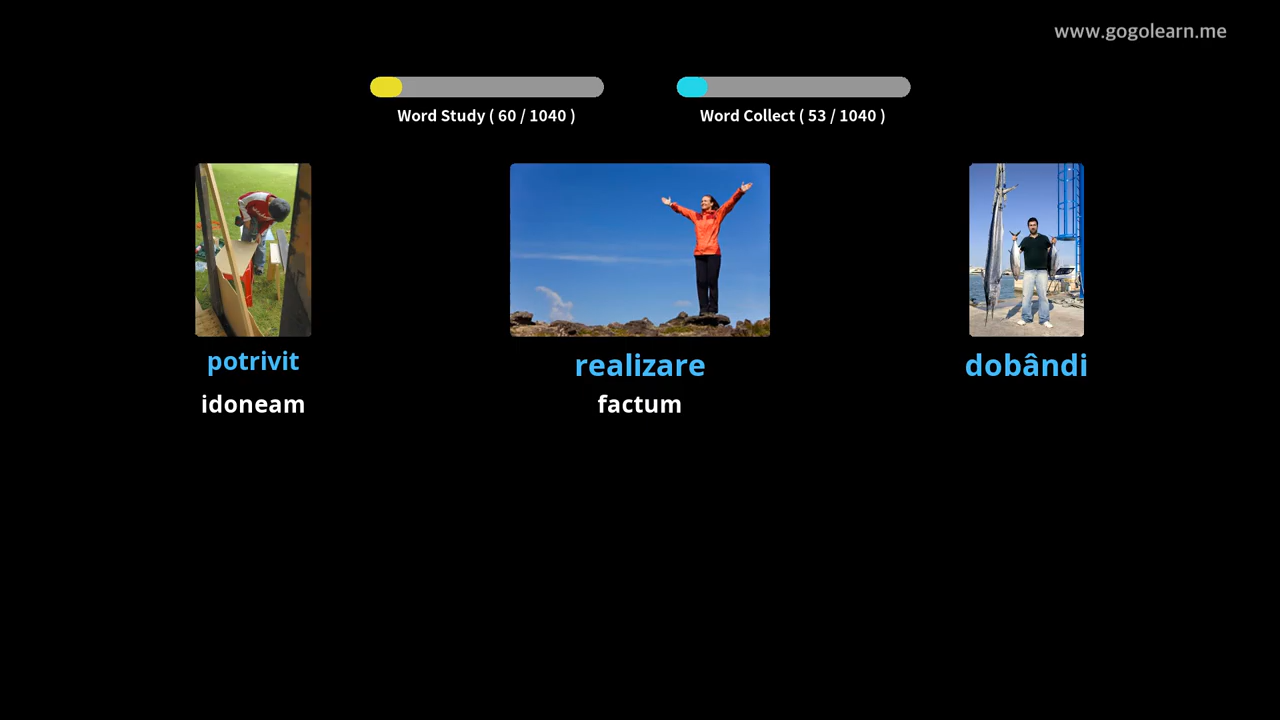 www.gogolearn.me
Word Study ( 60 / 1040 )
Word Collect ( 53 / 1040 )
potrivit
realizare
dobândi
idoneam
factum